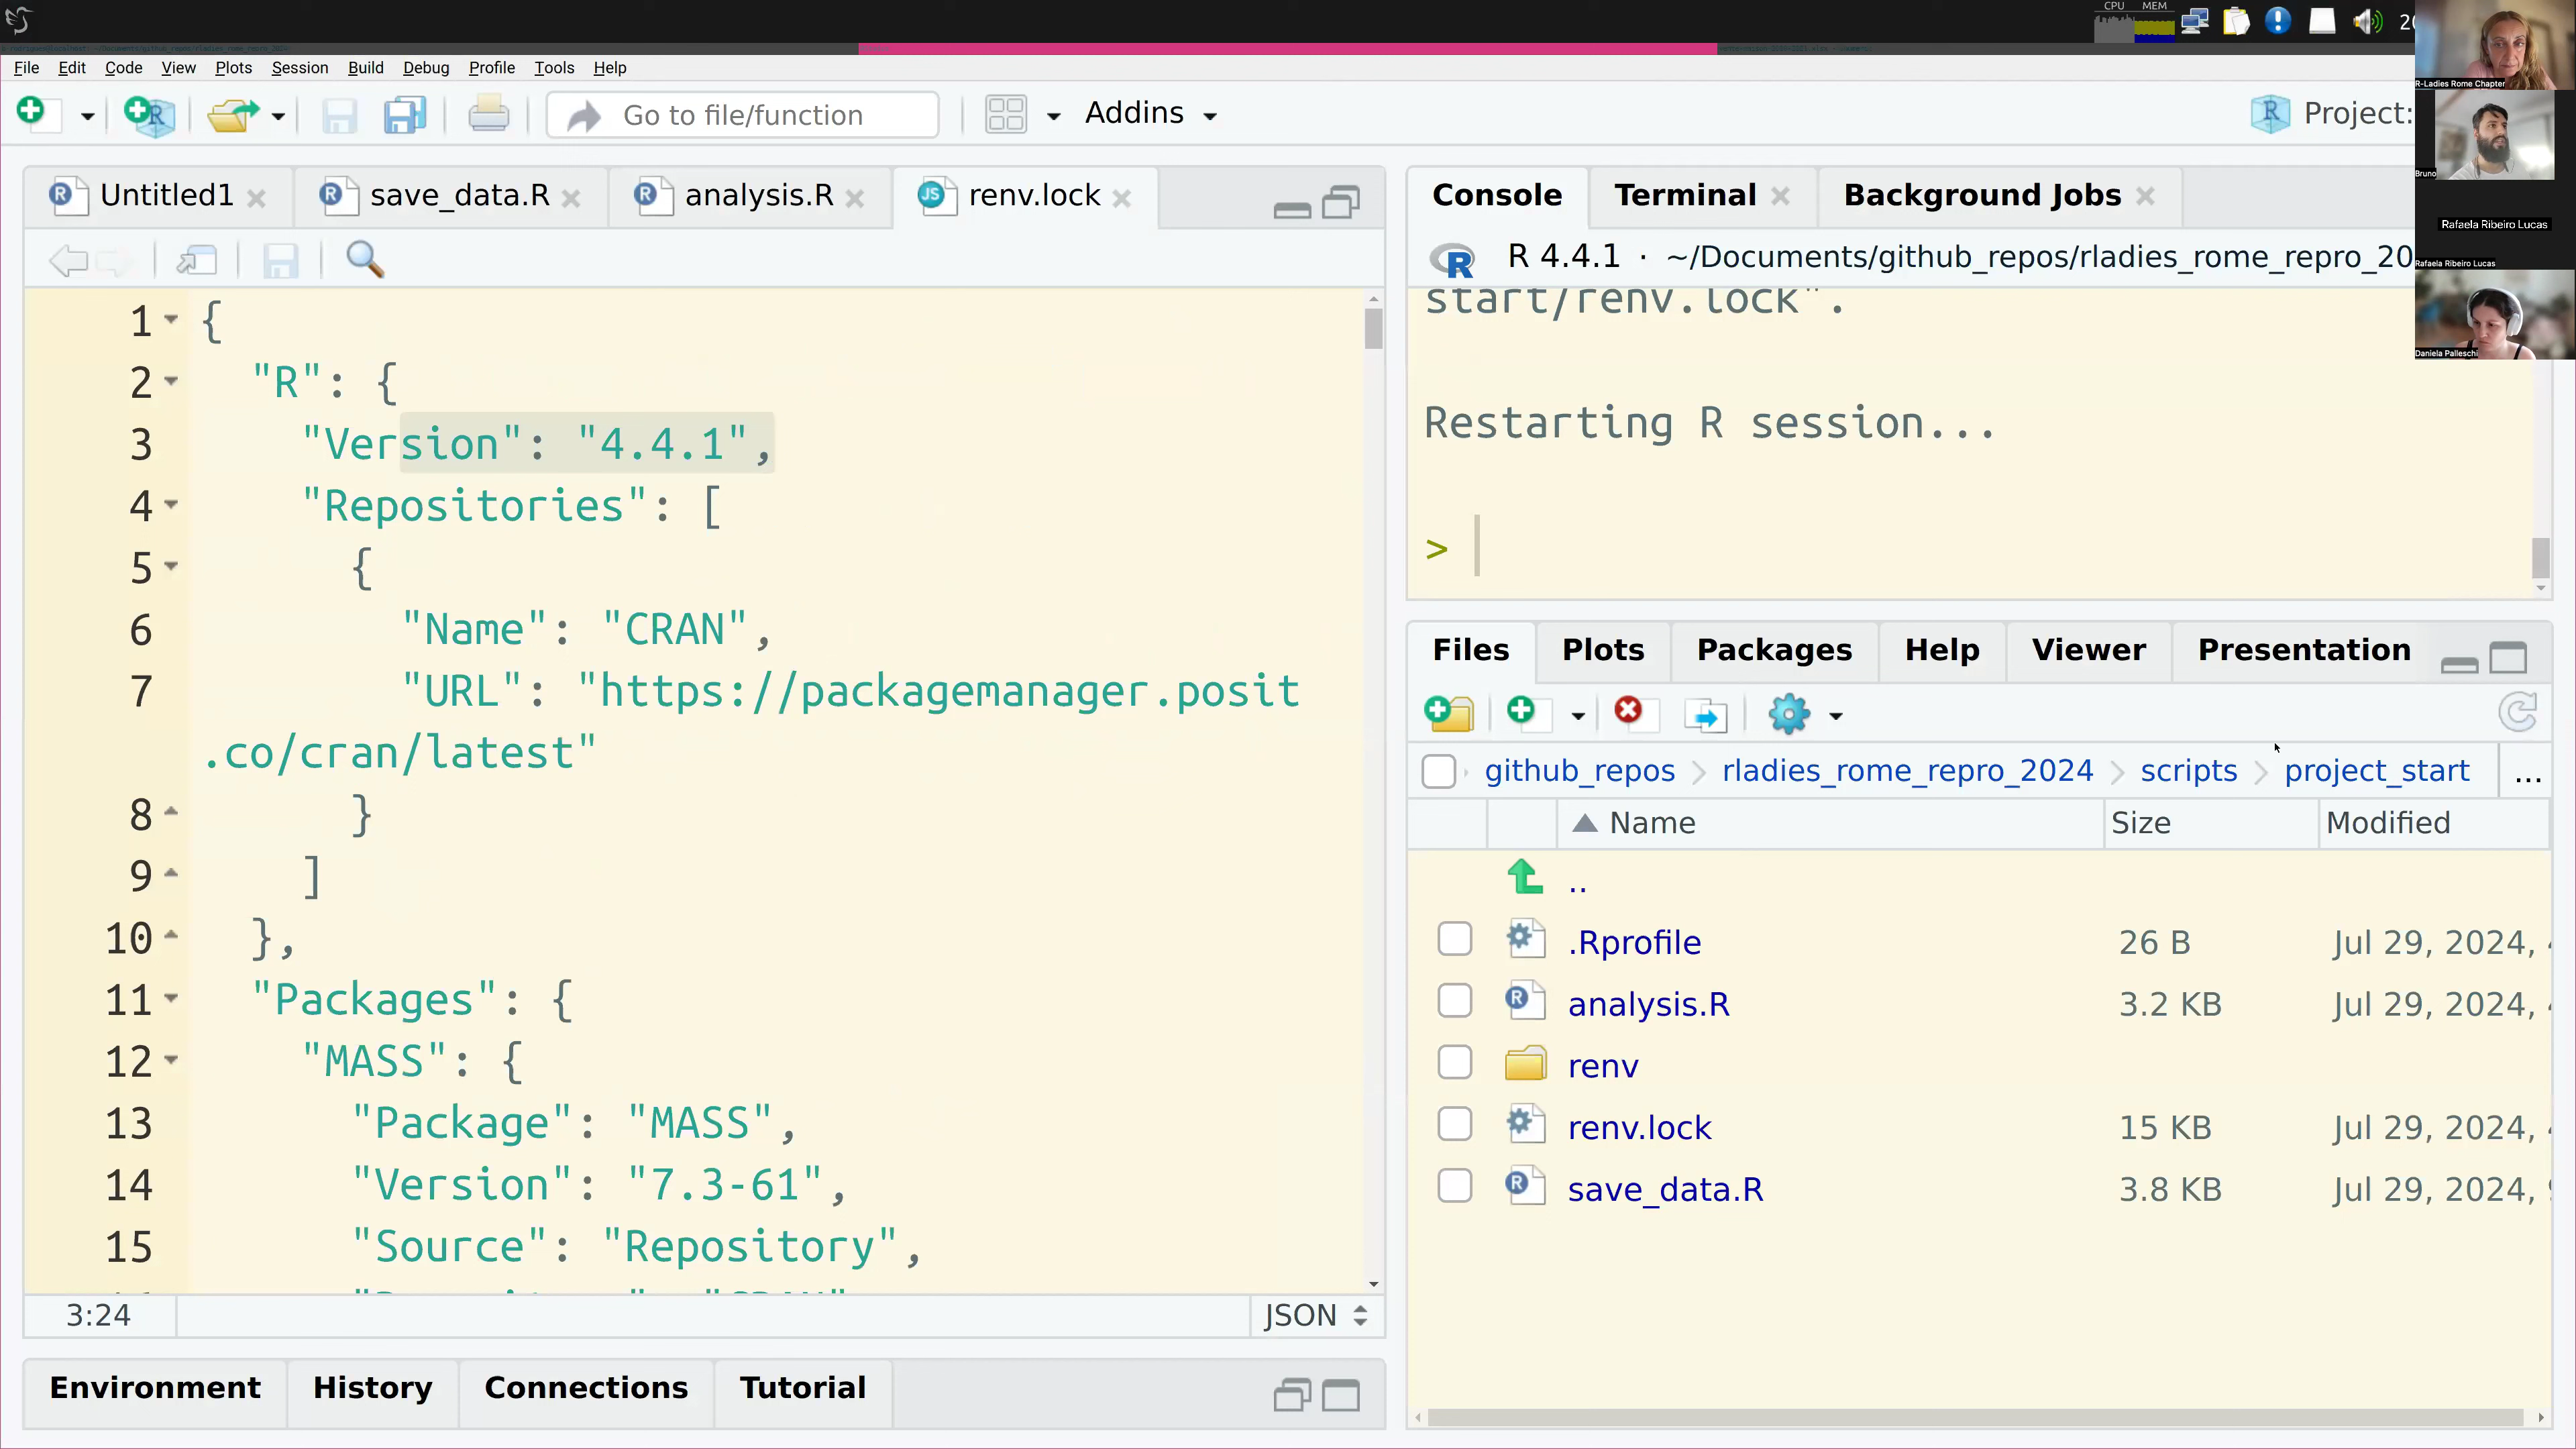 CPU MEM
File Edit Code View Plots Session Build Debug Profile Tools Help
Go to file/function
Addins
Project:
R-Ladies Rome Chapter
Bruno
Rafaela Ribeiro Lucas
Rafaela Ribeiro Lucas
Daniela Palleschi
Untitled1 save_data.R analysis.R renv.lock
1 {
2 "R": {
3 "Version": "4.4.1",
4 "Repositories": [
5 {
6 "Name": "CRAN",
7 "URL": "https://packagemanager.posit
.co/cran/latest"
8 }
9 ]
10 },
11 "Packages": {
12 "MASS": {
13 "Package": "MASS",
14 "Version": "7.3-61",
15 "Source": "Repository",
3:24
JSON
Environment History Connections Tutorial
Console Terminal Background Jobs
R 4.4.1 · ~/Documents/github_repos/rladies_rome_repro_20
start/renv.lock".
Restarting R session...
>
Files Plots Packages Help Viewer Presentation
github_repos rladies_rome_repro_2024 scripts project_start ...
Name Size Modified
..
.Rprofile 26 B Jul 29, 2024,
analysis.R 3.2 KB Jul 29, 2024,
renv
renv.lock 15 KB Jul 29, 2024,
save_data.R 3.8 KB Jul 29, 2024,